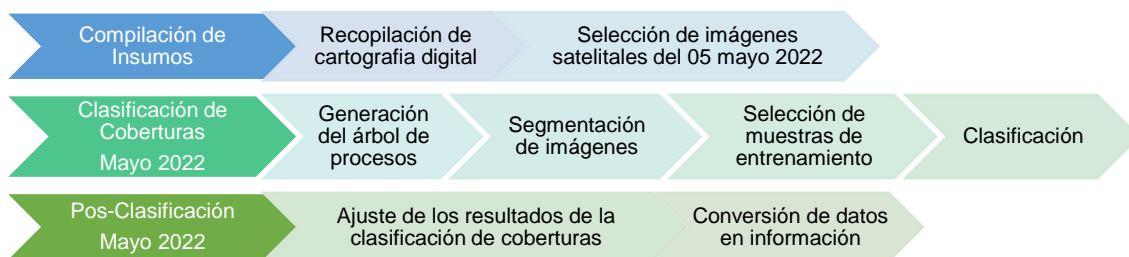 Compilación de
Insumos
Recopilación de
cartografia digital
Selección de imágenes
satelitales del 05 mayo 2022
Clasificación de
Coberturas
Mayo 2022
Generación
del árbol de
procesos
Segmentación
de imágenes
Selección de
muestras de
entrenamiento
Clasificación
Pos-Clasificación
Mayo 2022
Ajuste de los resultados de la
clasificación de coberturas
Conversión de datos
en información